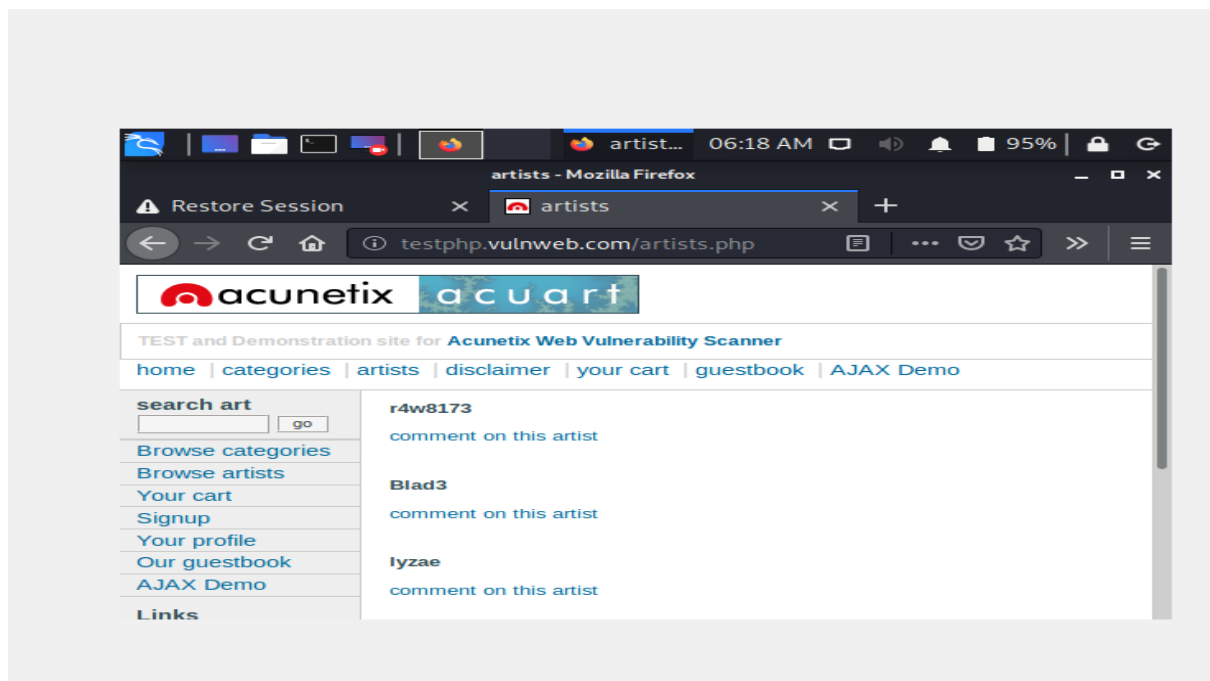 artist... 06:18 AM 95%
artists - Mozilla Firefox
Restore Session artists
testphp.vulnweb.com/artists.php
acunetix acuart
TEST and Demonstration site for Acunetix Web Vulnerability Scanner
home | categories | artists | disclaimer | your cart | guestbook | AJAX Demo
search art
go
Browse categories
Browse artists
Your cart
Signup
Your profile
Our guestbook
AJAX Demo
Links
r4w8173
comment on this artist
Blad3
comment on this artist
lyzae
comment on this artist